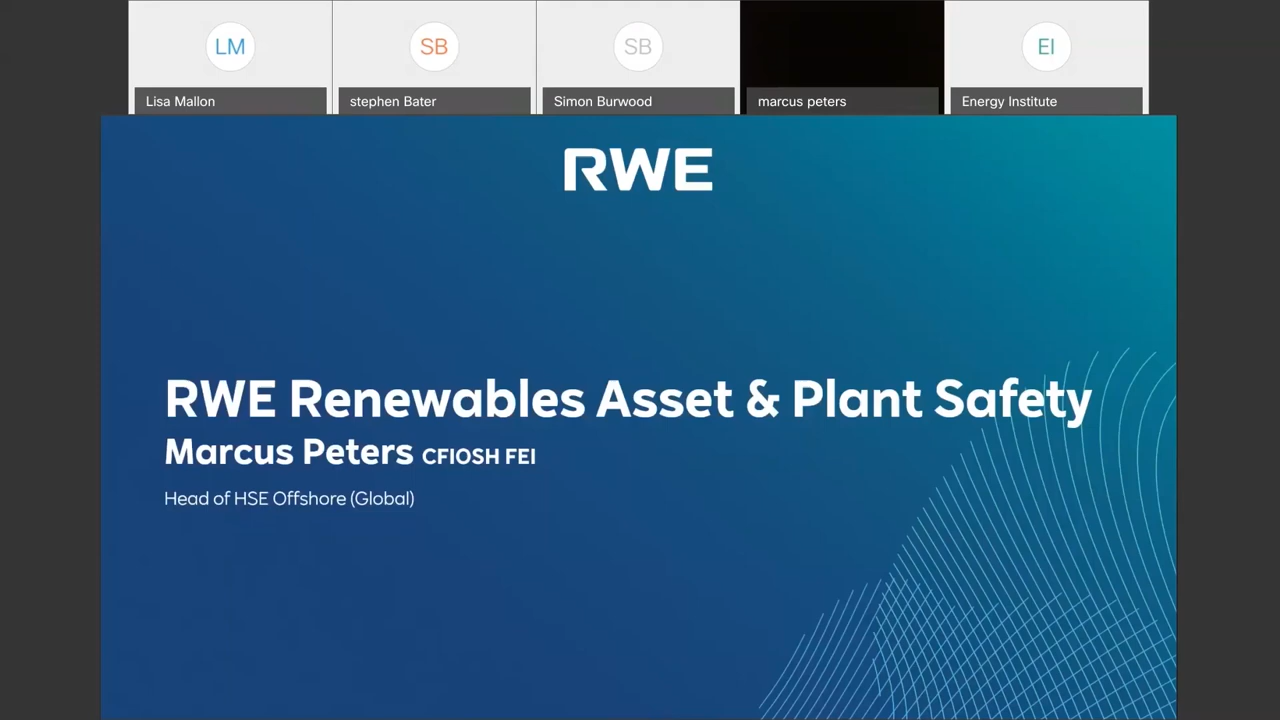 LM
SB
SB
EI
Lisa Mallon
stephen Bater
Simon Burwood
marcus peters
Energy Institute
RWE
RWE Renewables Asset & Plant Safety
Marcus Peters CFIOSH FEI
Head of HSE Offshore (Global)